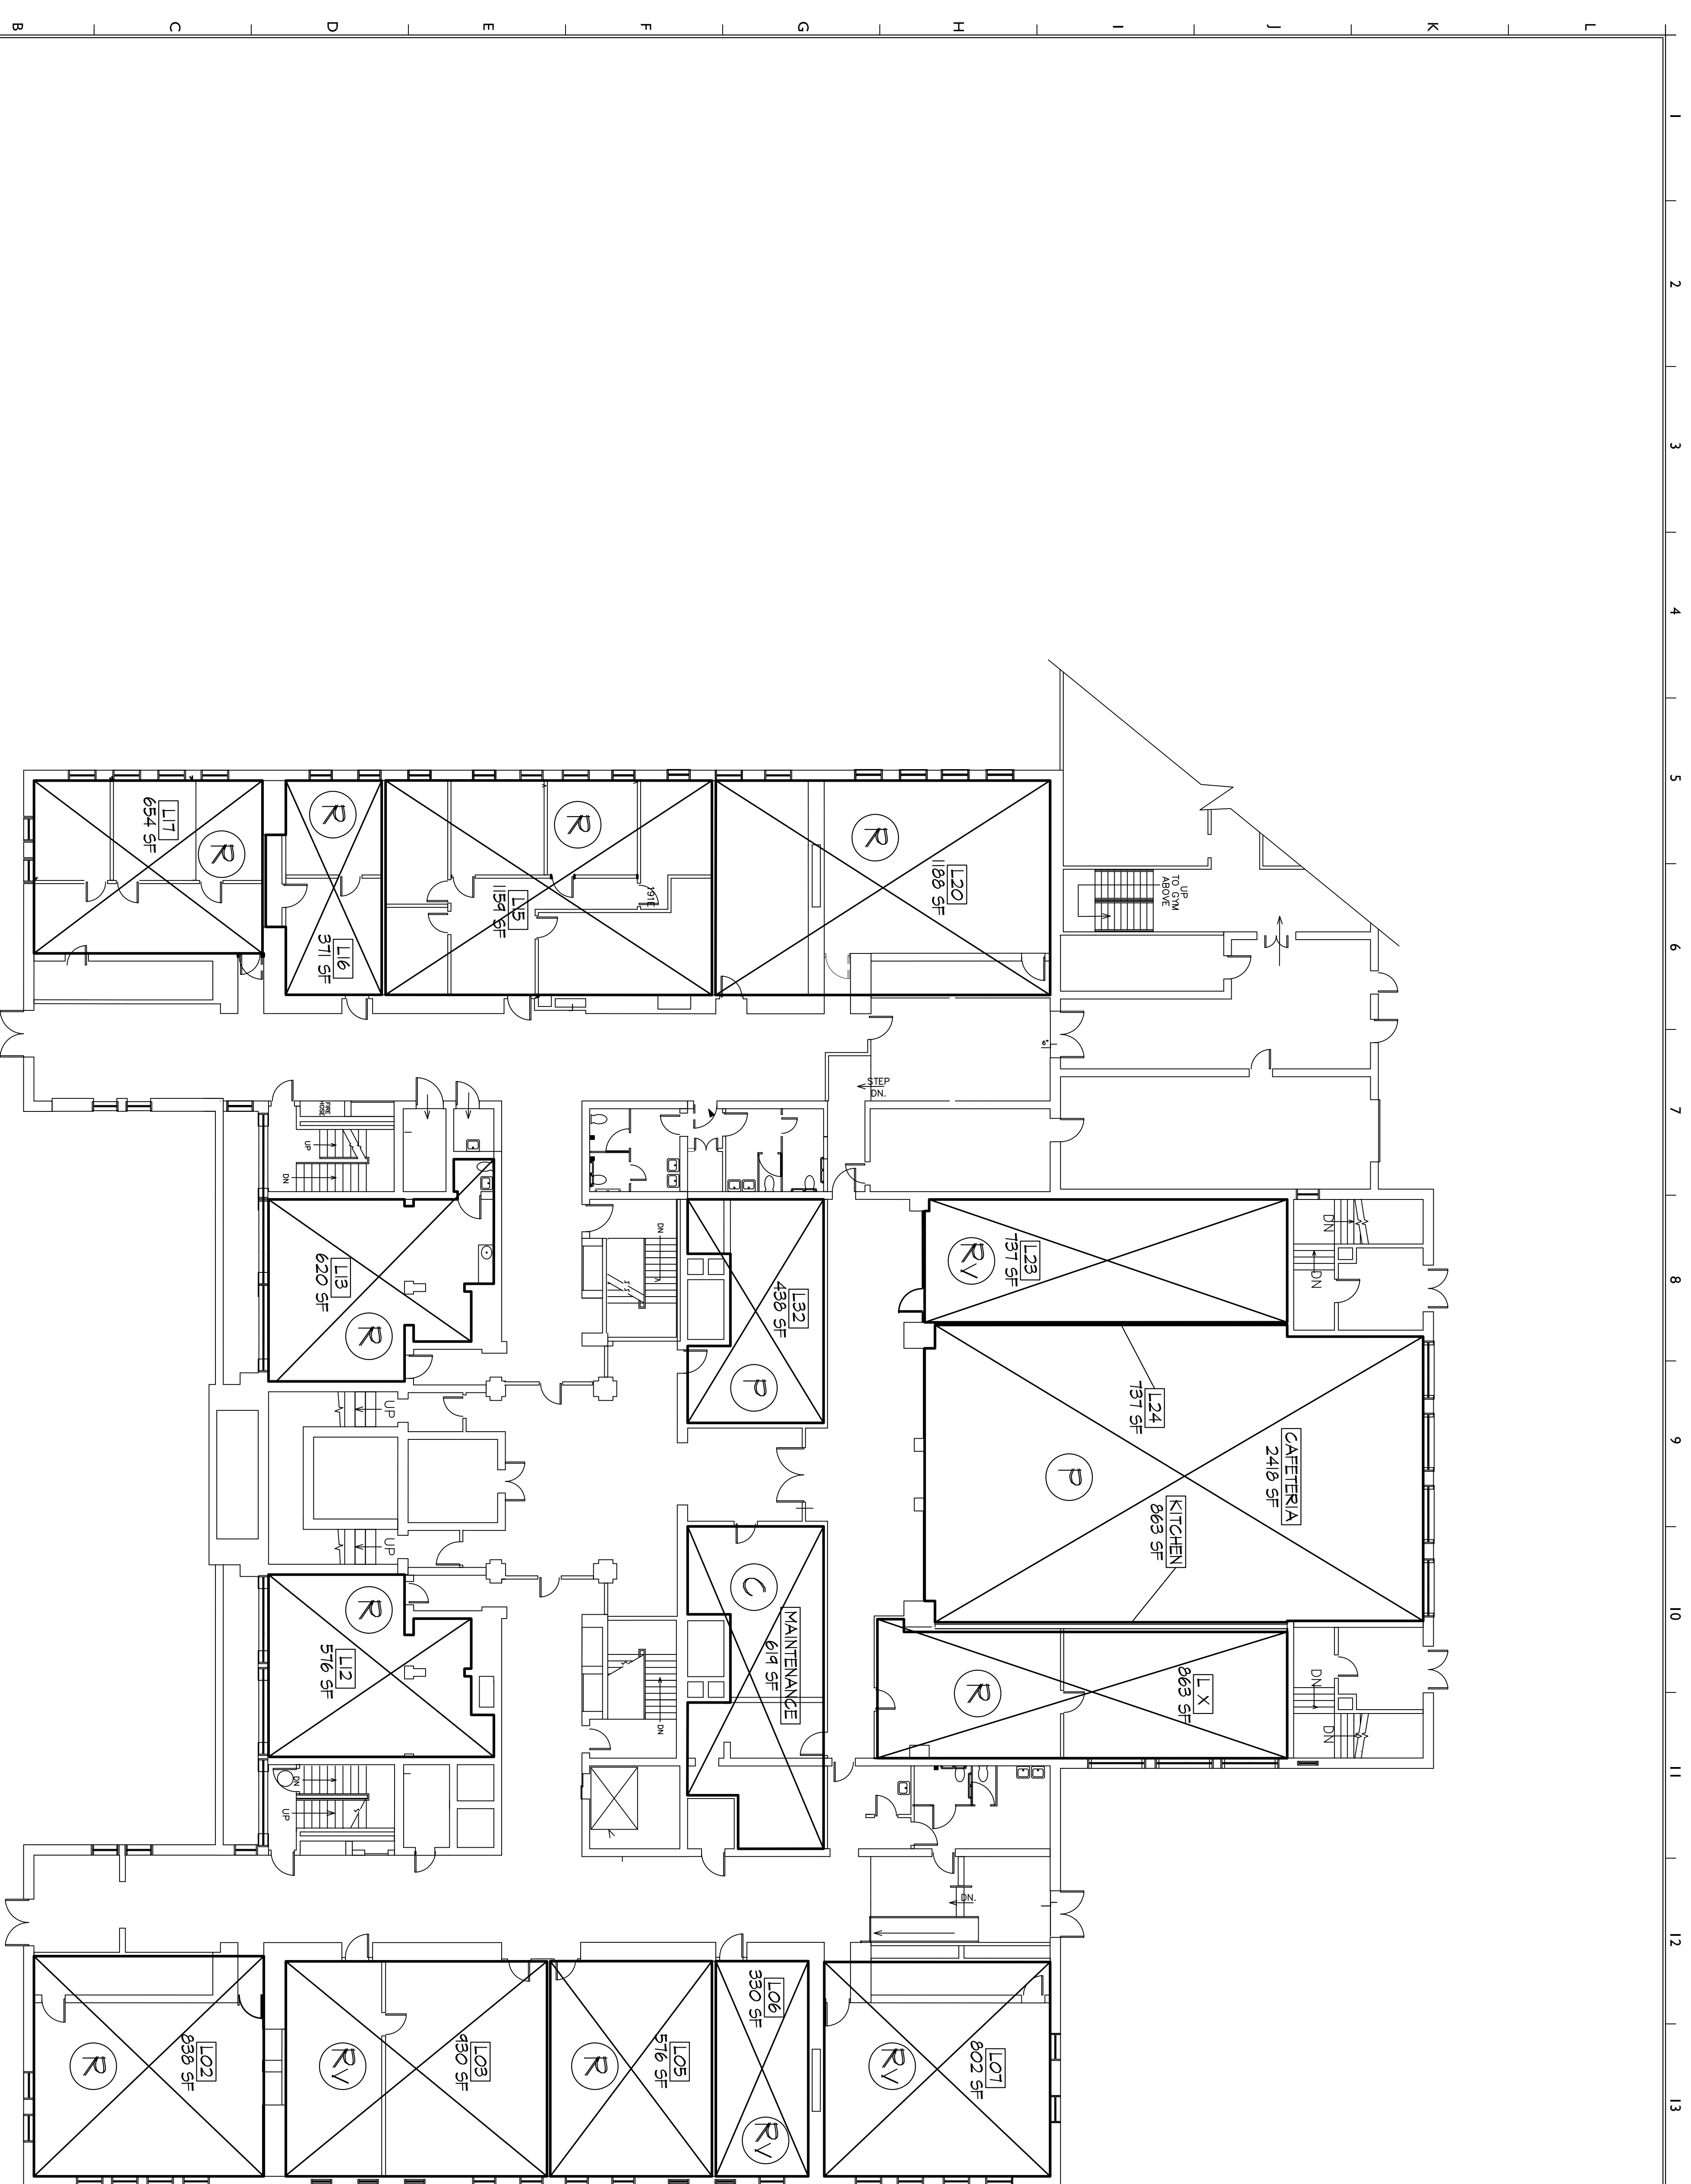 B
C
D
E
F
G
H
I
J
K
L
1
2
3
4
5
6
7
8
9
10
11
12
13
L17
654 SF
R
L16
371 SF
R
L15
1159 SF
R
191E
L20
1188 SF
R
UP
TO GYM
ABOVE
6"
STEP
DN.
FIRE
HOSE
UP
DN
L13
620 SF
R
DN
L32
438 SF
P
L23
737 SF
RV
DN
DN
L24
737 SF
CAFETERIA
2418 SF
P
KITCHEN
863 SF
UP
UP
L12
576 SF
R
DN
UP
MAINTENANCE
619 SF
C
DN
L X
863 SF
R
DN
DN
DN.
L02
838 SF
R
L03
930 SF
RV
L05
576 SF
R
L06
330 SF
RV
L07
802 SF
RV